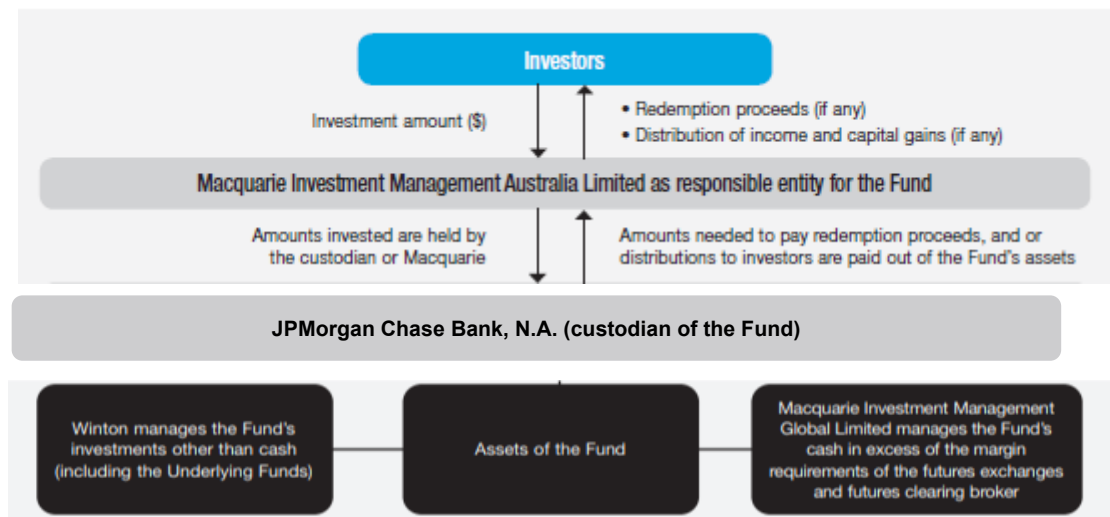 Investors
Investment amount ($)
• Redemption proceeds (if any)
• Distribution of income and capital gains (if any)
Macquarie Investment Management Australia Limited as responsible entity for the Fund
Amounts invested are held by
the custodian or Macquarie
Amounts needed to pay redemption proceeds, and or
distributions to investors are paid out of the Fund's assets
JPMorgan Chase Bank, N.A. (custodian of the Fund)
Winton manages the Fund's
investments other than cash
(including the Underlying Funds)
Assets of the Fund
Macquarie Investment Management
Global Limited manages the Fund's
cash in excess of the margin
requirements of the futures exchanges
and futures clearing broker